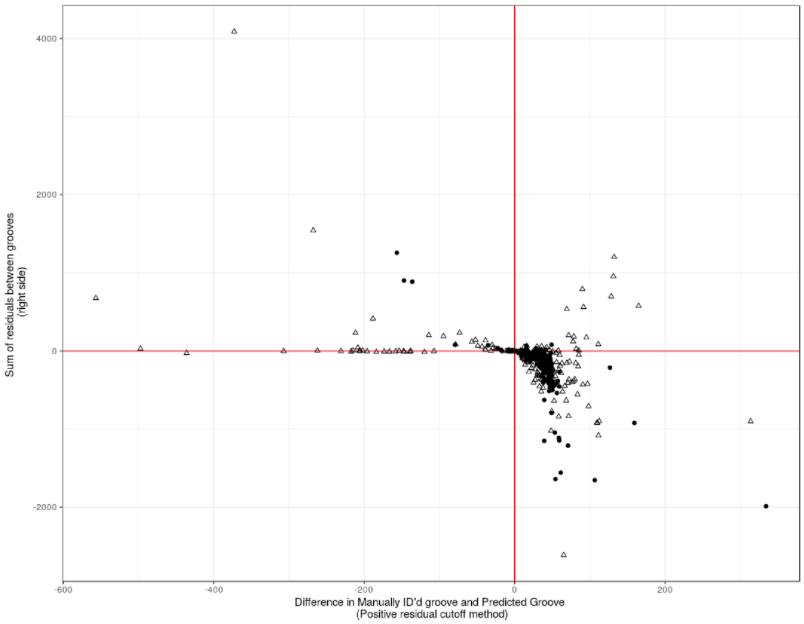 4000
2000
0
-2000
Sum of residuals between grooves
(right side)
-600
-400
-200
0
200
Difference in Manually ID'd groove and Predicted Groove
(Positive residual cutoff method)